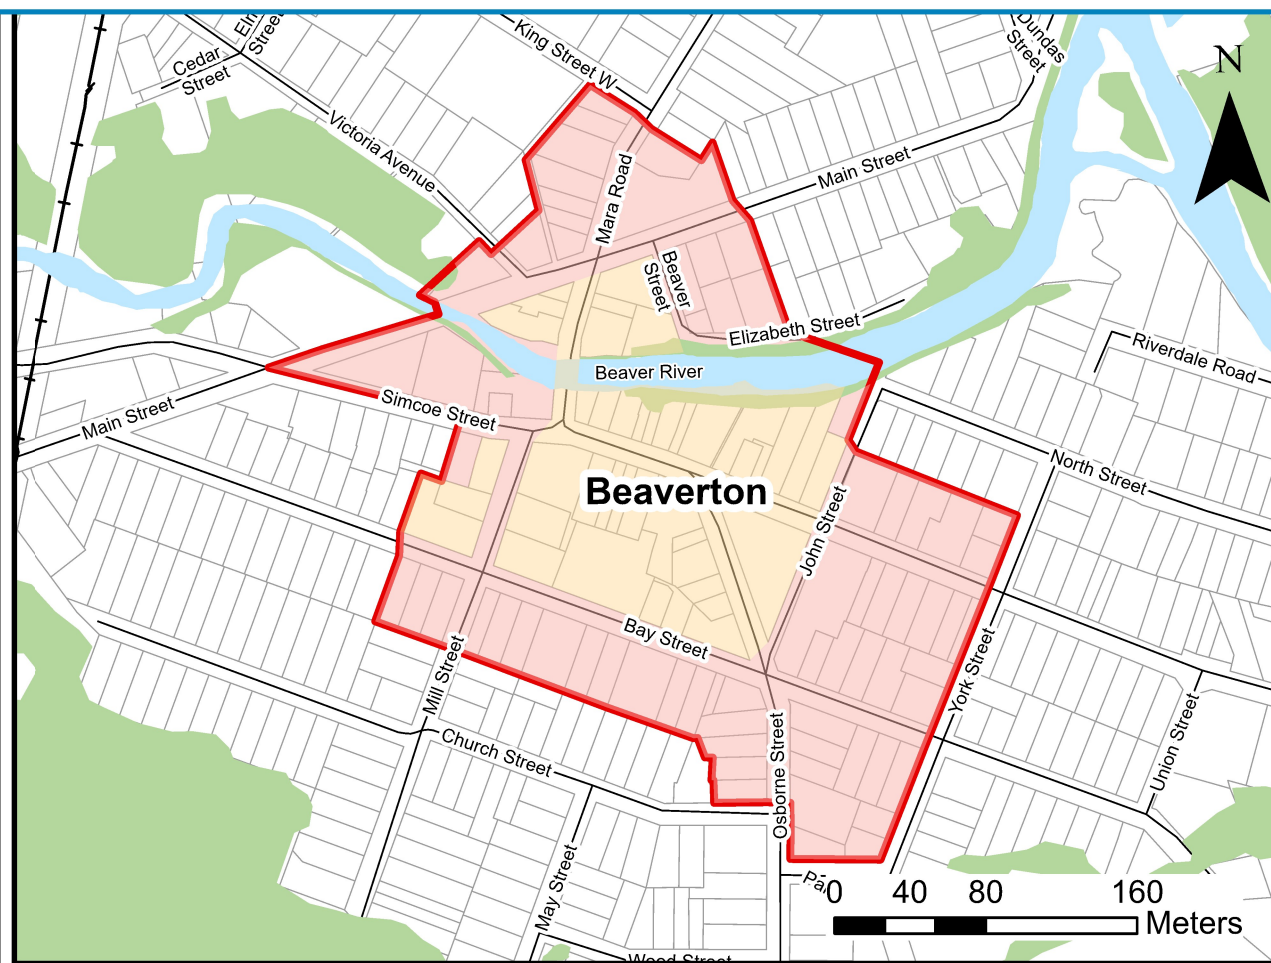 Elm
Street
Cedar
Street
King Street W
Dundas
Street
N
Victoria Avenue
Mara Road
Main Street
Beaver
Street
Elizabeth Street
Riverdale Road
Beaver River
Main Street
Simcoe Street
North Street
Beaverton
John Street
Bay Street
Mill Street
York Street
Union Street
Church Street
Osborne Street
May Street
0 40 80 160
Meters